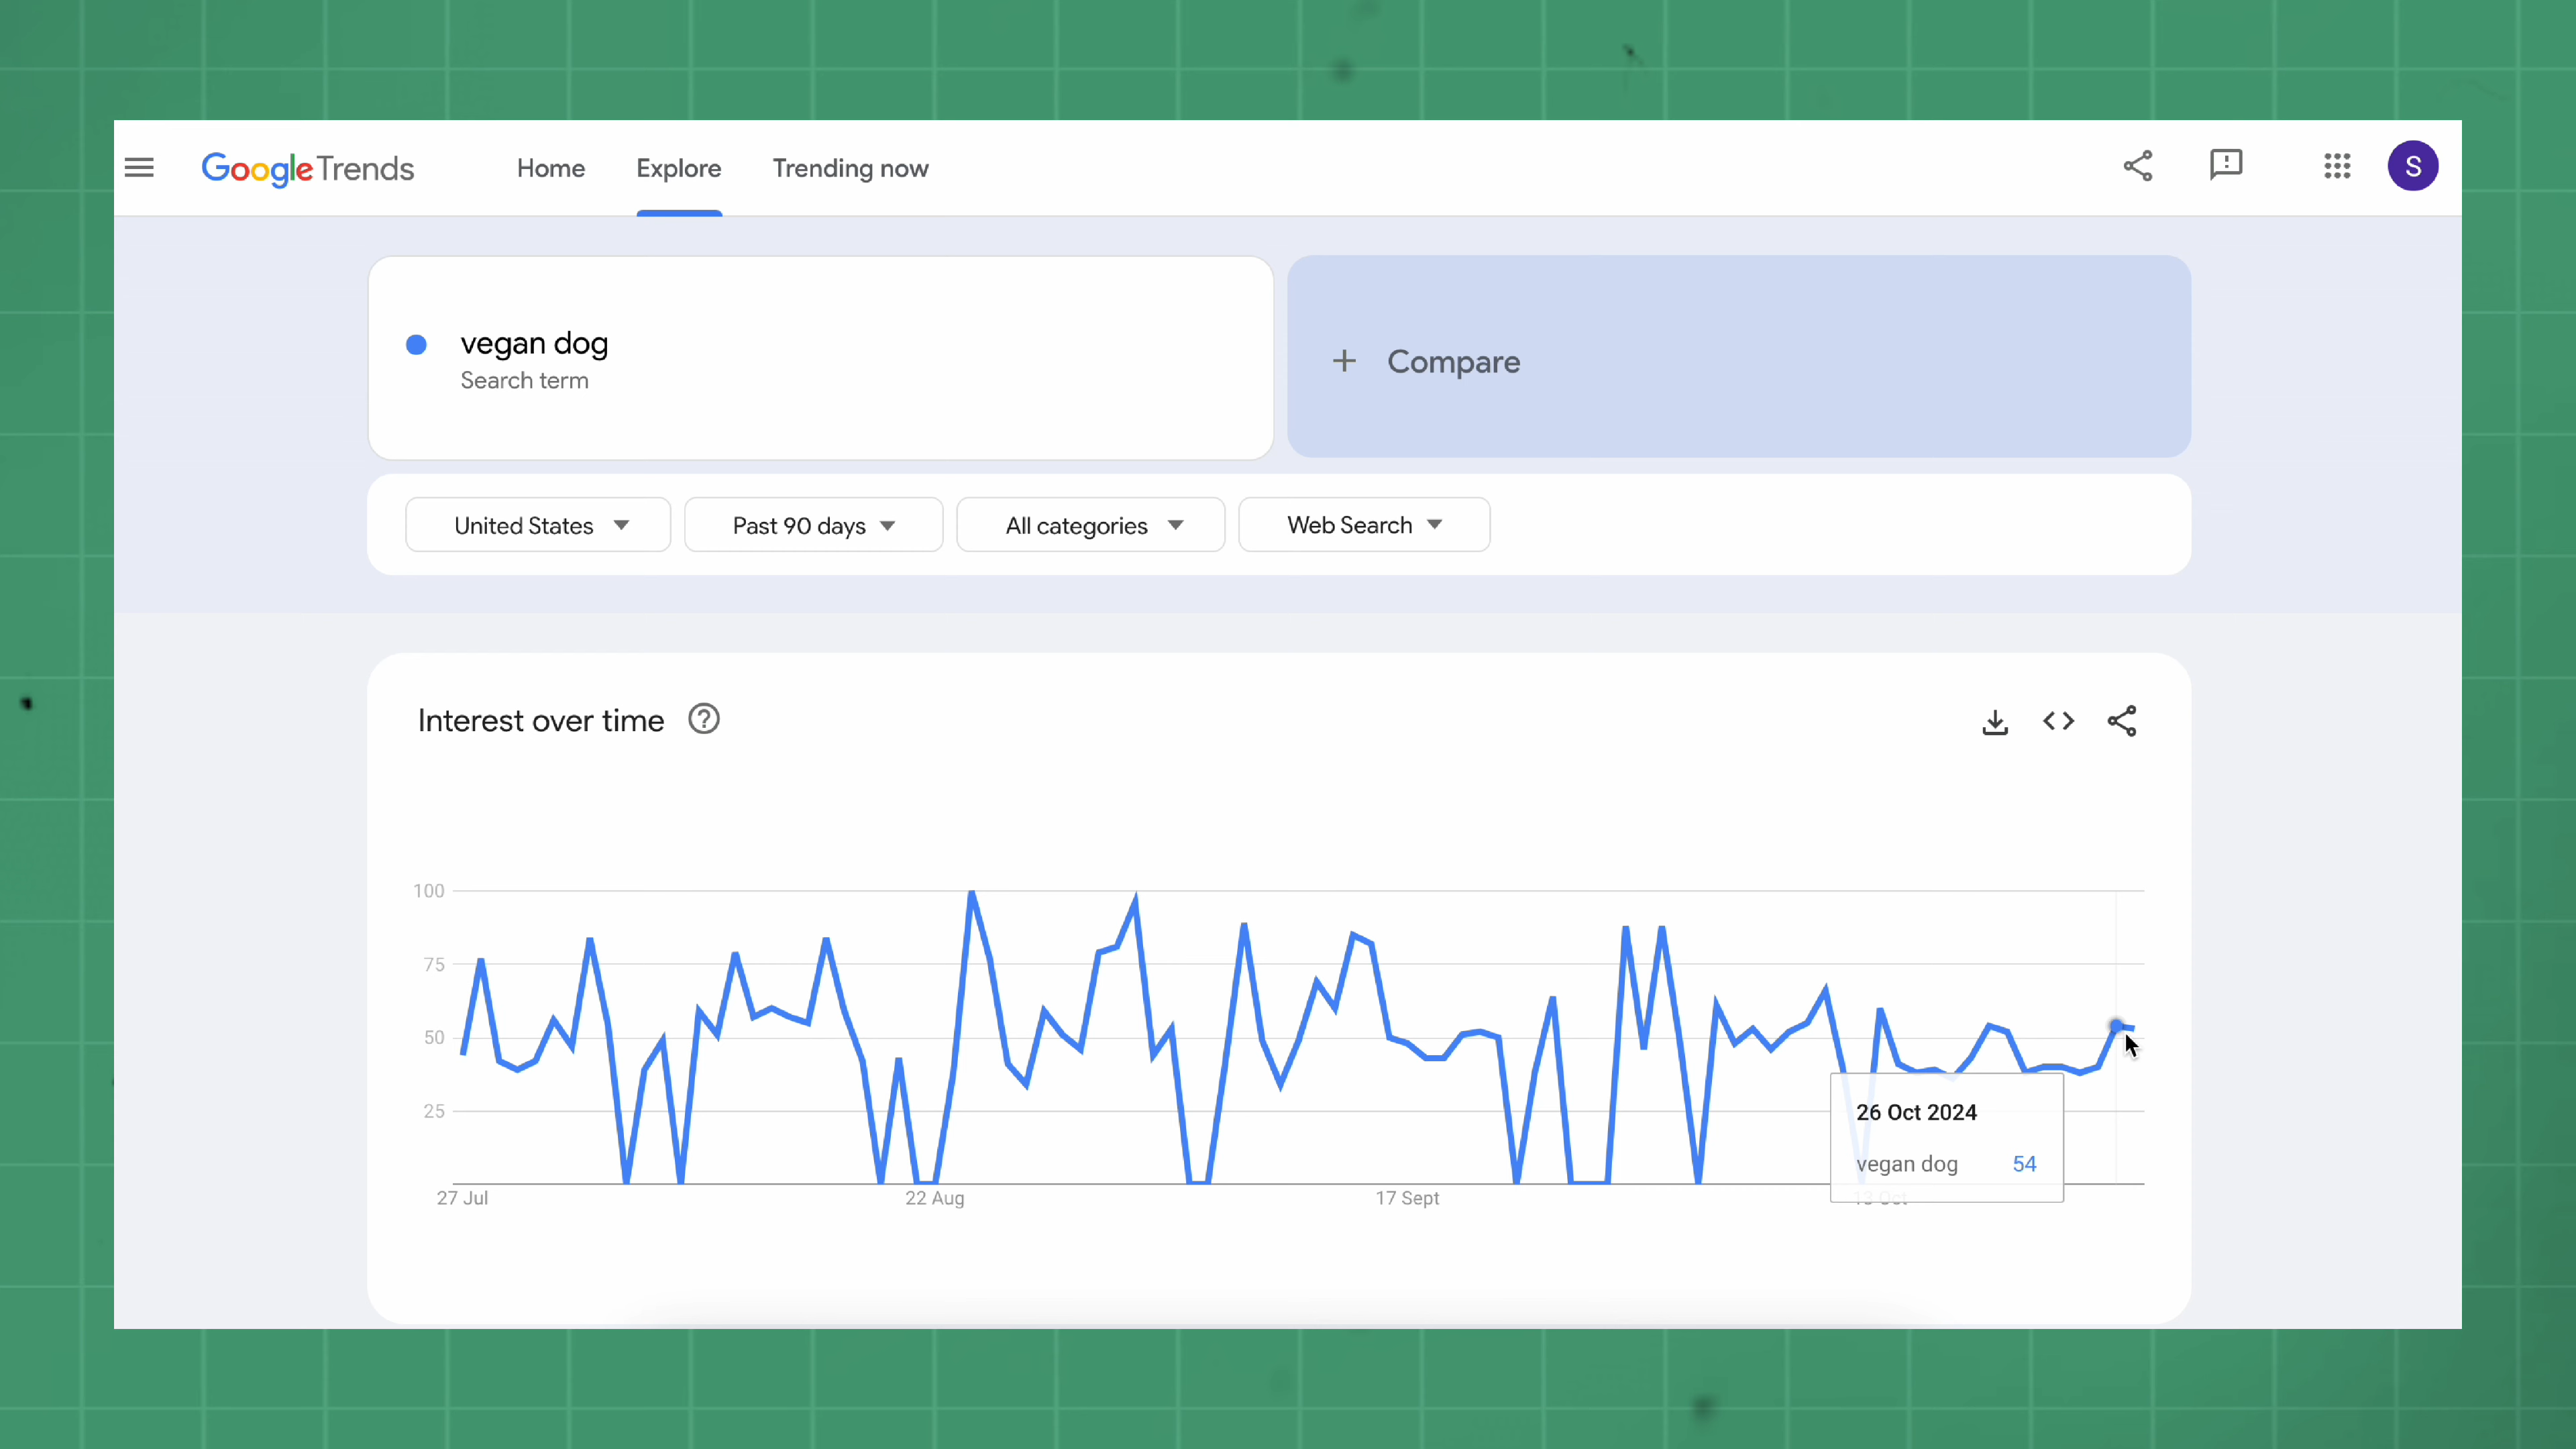 Google Trends
Home
Explore
Trending now
S
vegan dog
Search term
+ Compare
United States
Past 90 days
All categories
Web Search
Interest over time
100
75
50
25
27 Jul
22 Aug
17 Sept
13 Oct
26 Oct 2024
vegan dog 54